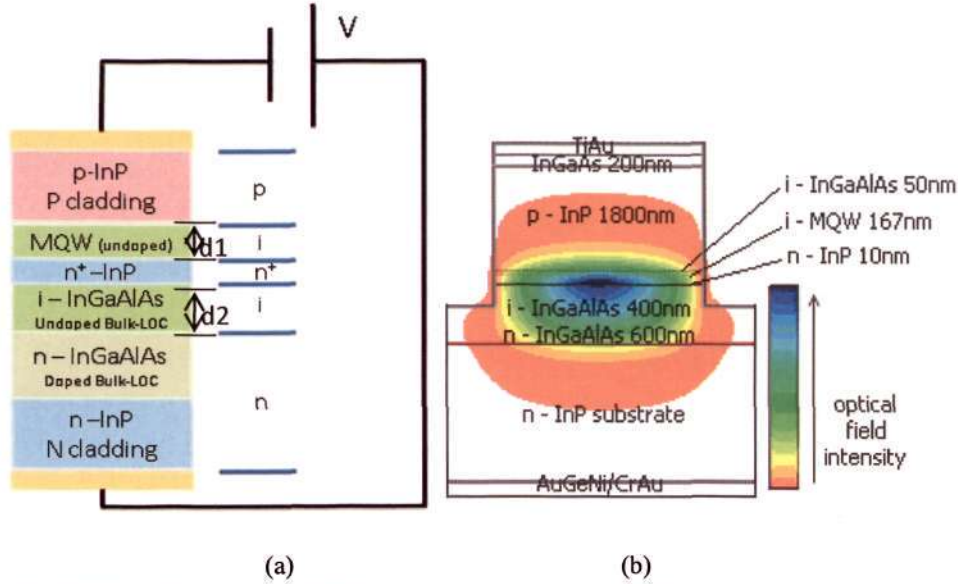 V
p-InP
P cladding
MQW (undoped)
n⁺–InP
i – InGaAlAs
Undoped Bulk-LOC
n – InGaAlAs
Doped Bulk-LOC
n–InP
N cladding
d1
d2
p
i
n⁺
i
n
(a)
TiAu
InGaAs 200nm
p - InP 1800nm
i - InGaAlAs 50nm
i - MQW 167nm
n - InP 10nm
i - InGaAlAs 400nm
n - InGaAlAs 600nm
n - InP substrate
AuGeNi/CrAu
optical
field
intensity
(b)